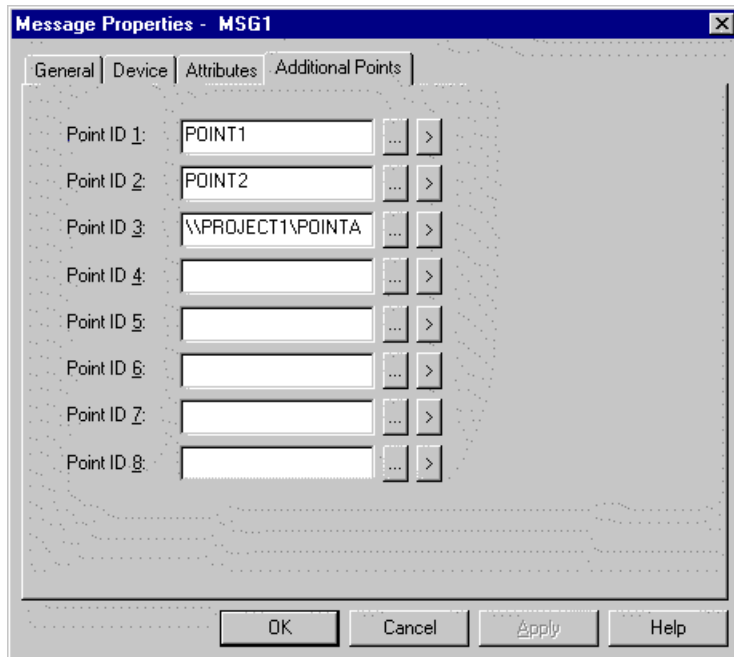 Message Properties - MSG1
General Device Attributes Additional Points
Point ID 1: POINT1 ... >
Point ID 2: POINT2 ... >
Point ID 3: \\PROJECT1\POINTA ... >
Point ID 4: ... >
Point ID 5: ... >
Point ID 6: ... >
Point ID 7: ... >
Point ID 8: ... >
OK Cancel Apply Help